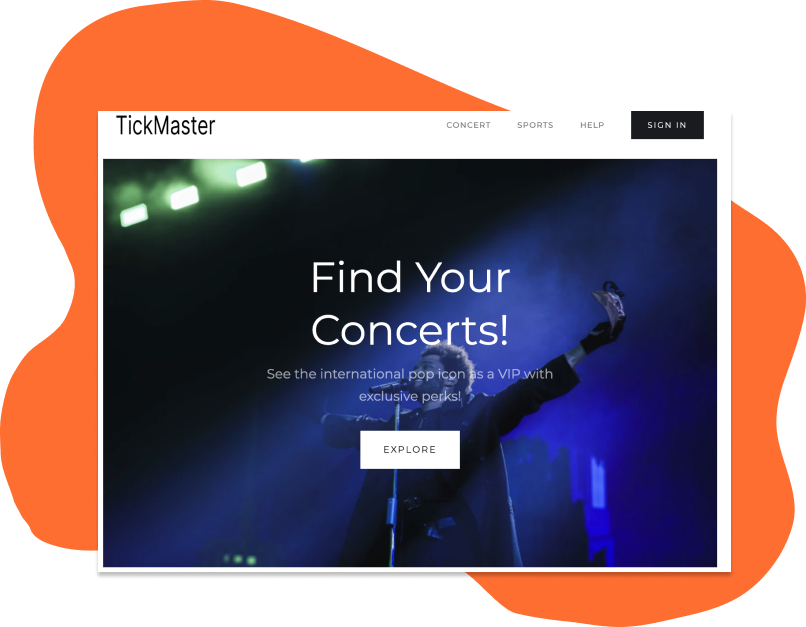 TickMaster
CONCERT SPORTS HELP SIGN IN
Find Your
Concerts!
See the international pop icon as a VIP with
exclusive perks!
EXPLORE